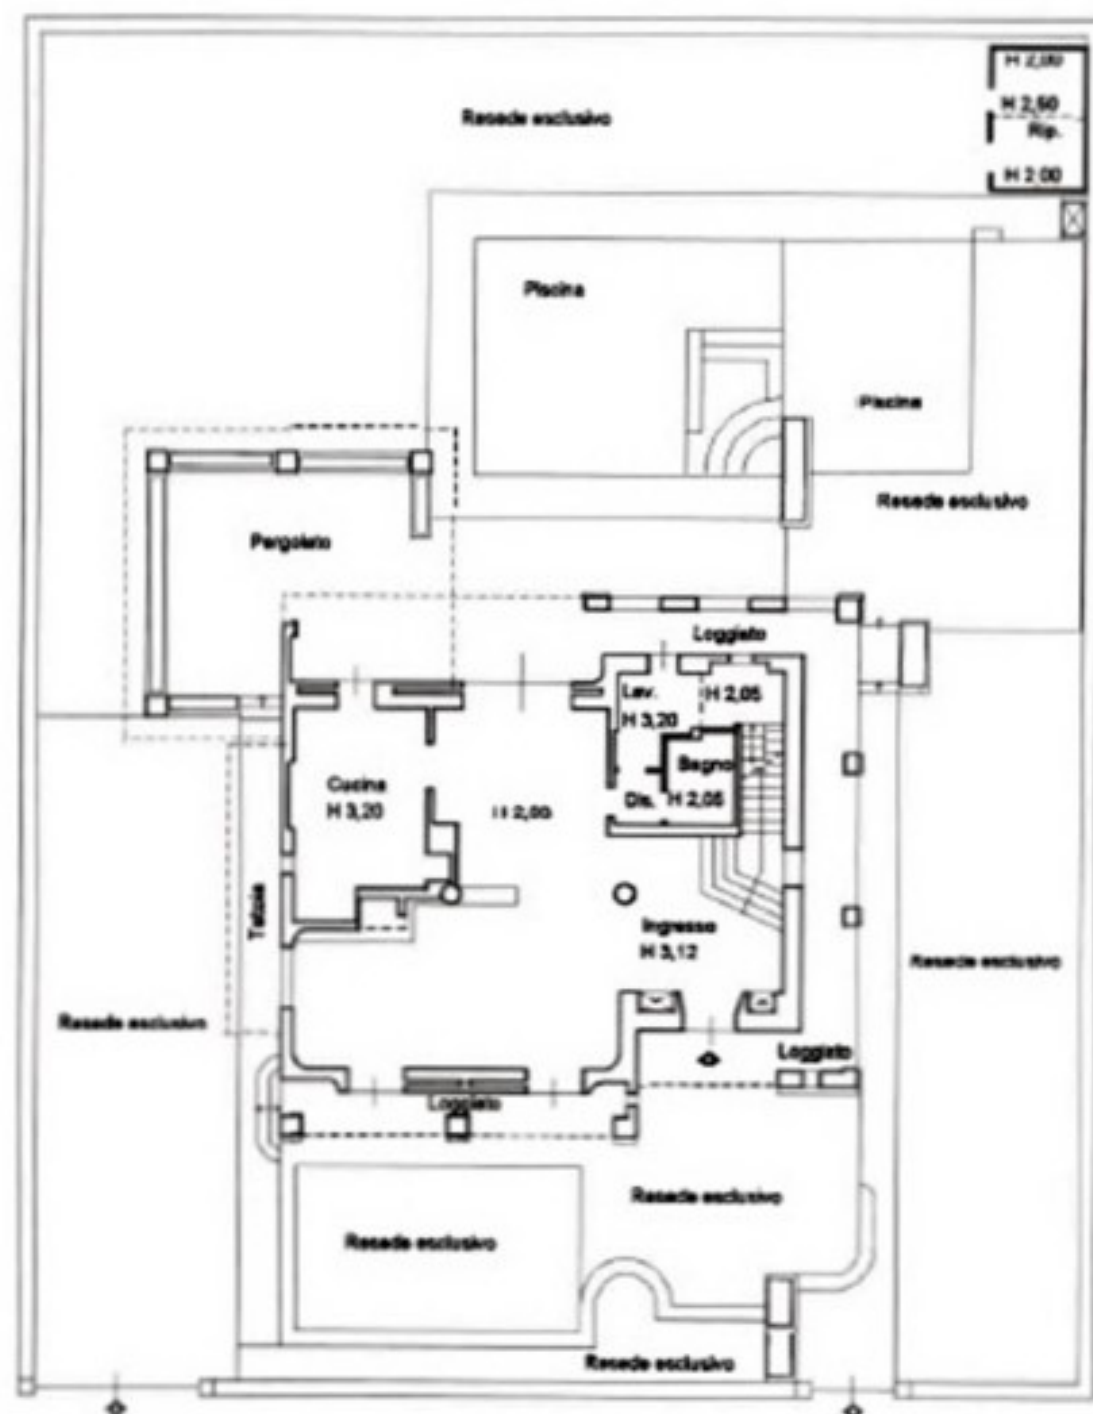 H 2,00
Resede esclusivo
H 2,50
Rip.
H 2.00
Piscina
Piscina
Resede esclusivo
Pergolato
Loggiato
Lav.
H 2,05
H 3,20
Bagno
Cucina
H 3,20
Dis.
H 2,05
Tettoia
Ingresso
H 3,12
Resede esclusivo
Resede esclusivo
Loggiato
Loggiato
Resede esclusivo
Resede esclusivo
Resede esclusivo